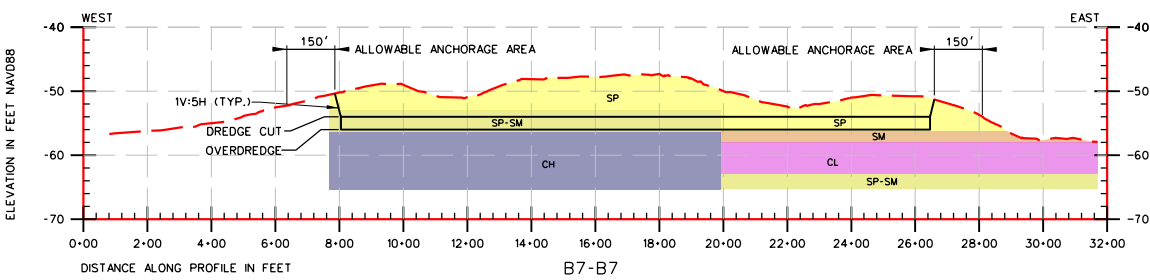 WEST
EAST
-40
-40
150'
ALLOWABLE ANCHORAGE AREA
ALLOWABLE ANCHORAGE AREA
150'
ELEVATION IN FEET NAVD88
-50
-50
1V:5H (TYP.)
SP
DREDGE CUT
SP-SM
SP
OVERDREDGE
SM
-60
-60
CH
CL
SP-SM
-70
-70
0+00 2+00 4+00 6+00 8+00 10+00 12+00 14+00 16+00 18+00 20+00 22+00 24+00 26+00 28+00 30+00 32+00
DISTANCE ALONG PROFILE IN FEET
B7-B7